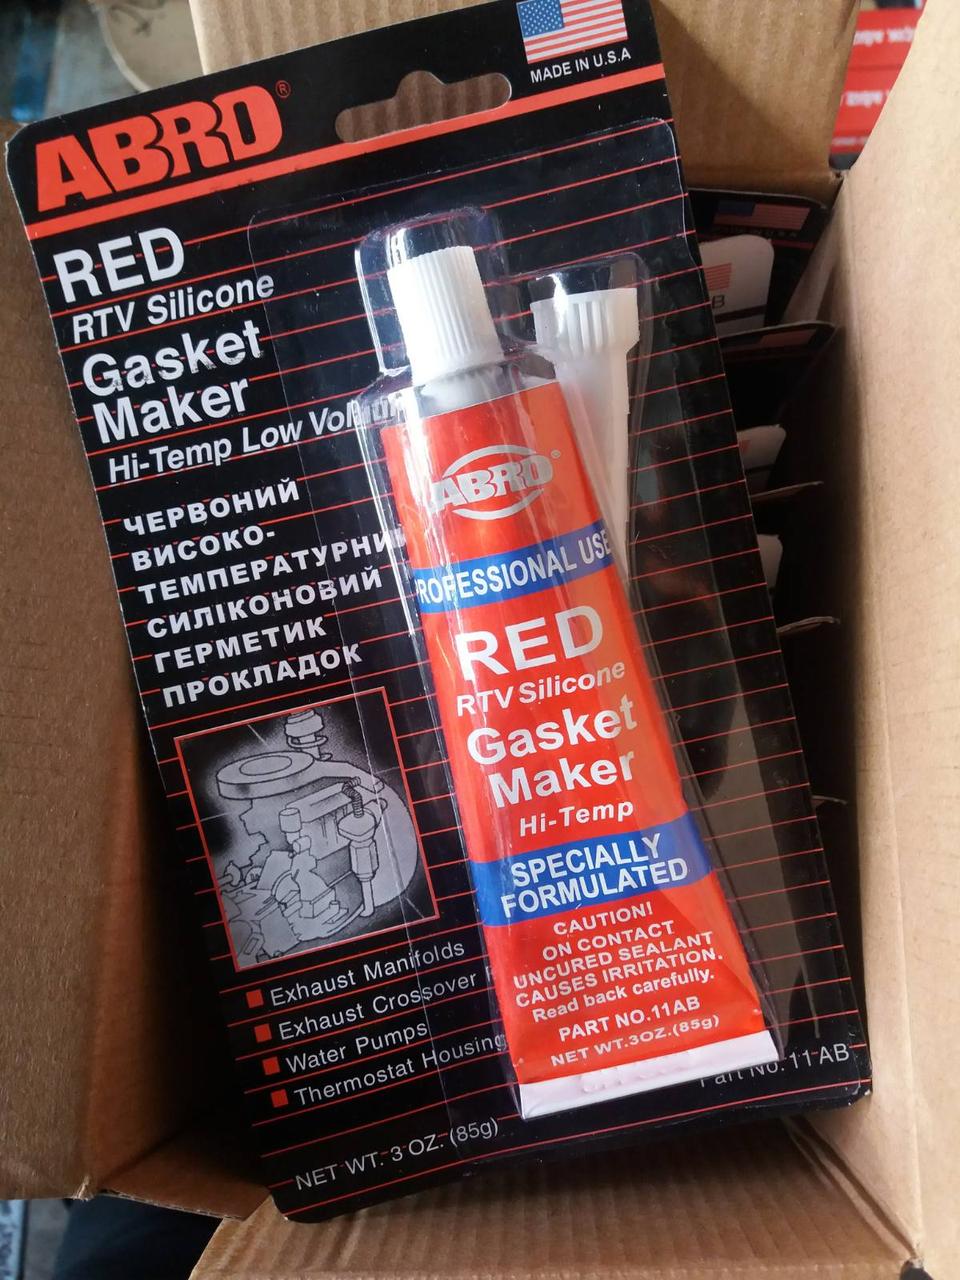 ABRO®
MADE IN U.S.A
RED
RTV Silicone
Gasket
Maker
Hi-Temp Low
ЧЕРВОНИЙ
ВИСОКО-
ТЕМПЕРАТУРНИЙ
СИЛІКОНОВИЙ
ГЕРМЕТИК
ПРОКЛАДОК
Exhaust Manifolds
Exhaust Crossover
Water Pumps
Thermostat Housing
NET WT. 3 OZ. (85g)
Part No. 11 AB
ABRO®
PROFESSIONAL USE
RED
RTV Silicone
Gasket
Maker
Hi-Temp
SPECIALLY
FORMULATED
CAUTION!
ON CONTACT
UNCURED SEALANT
CAUSES IRRITATION.
Read back carefully.
PART NO.11AB
NET WT.3OZ.(85g)